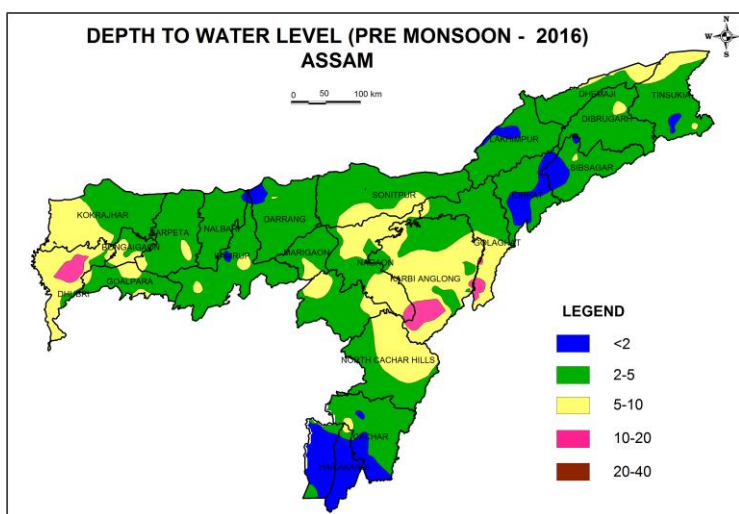 DEPTH TO WATER LEVEL (PRE MONSOON - 2016)
ASSAM
N
W E
S
0 50 100 km
DHEMAJI
TINSUKIA
DIBRUGARH
LAKHIMPUR
SIBSAGAR
SONITPUR
KOKRAJHAR
NALBARI
DARRANG
BARPETA
BONGAIGAON
GOLAGHAT
MARIGAON
NAGAON
KAMRUP
GOALPARA
KARBI ANGLONG
DHUBRI
NORTH CACHAR HILLS
CACHAR
LEGEND
<2
2-5
5-10
10-20
20-40